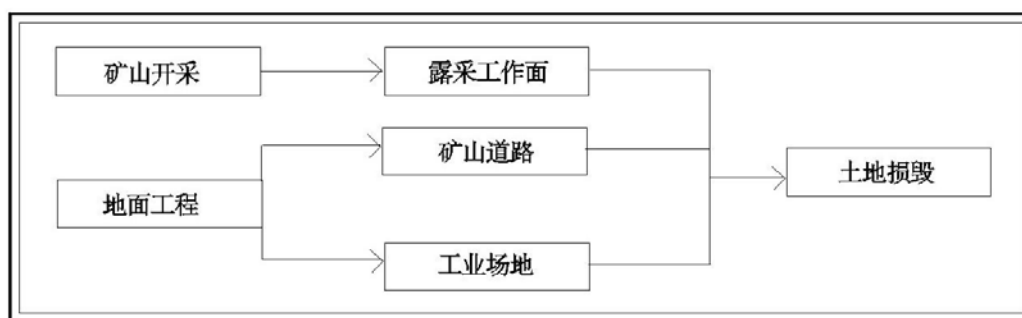 矿山开采
露采工作面
矿山道路
土地损毁
地面工程
工业场地